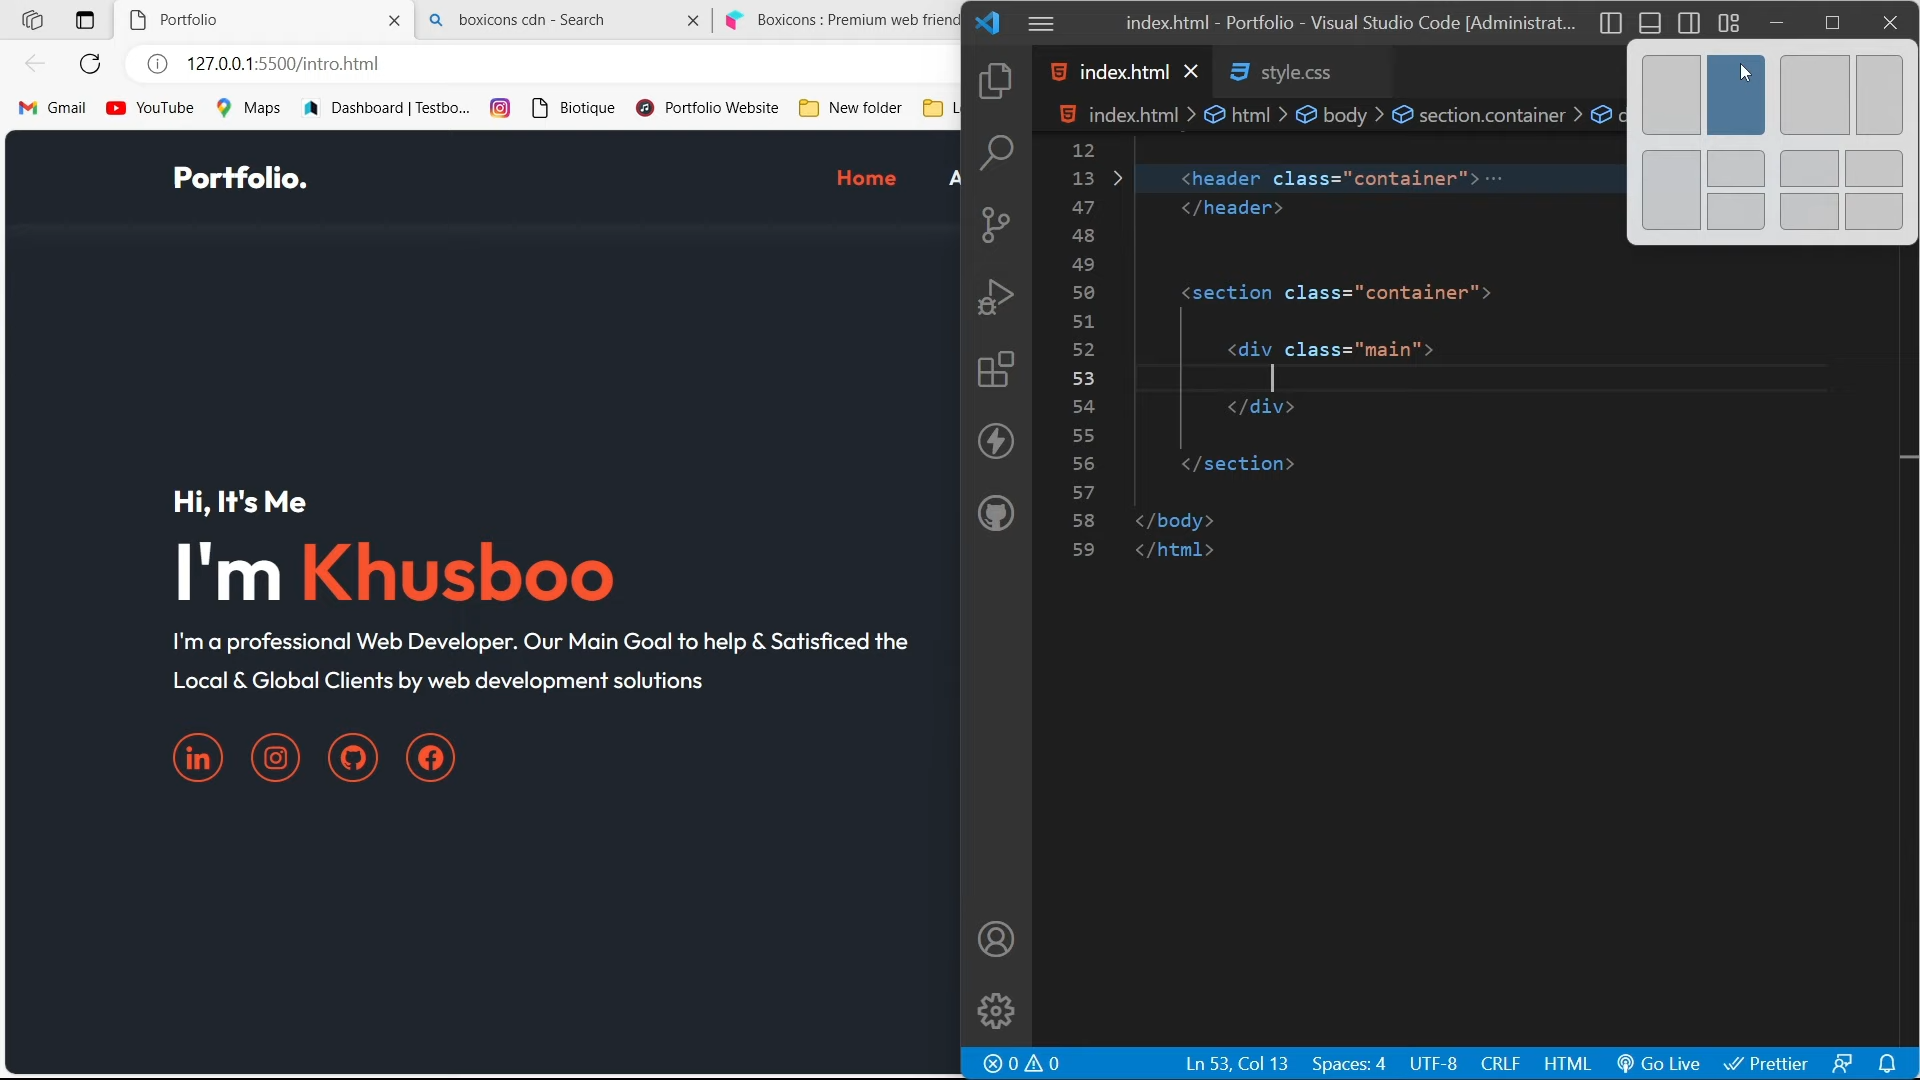 Portfolio
boxicons cdn - Search
Boxicons : Premium web friend
127.0.0.1:5500/intro.html
Gmail
YouTube
Maps
Dashboard | Testbo...
Biotique
Portfolio Website
New folder
L
Portfolio.
Home
A
Hi, It's Me
I'm Khusboo
I'm a professional Web Developer. Our Main Goal to help & Satisficed the
Local & Global Clients by web development solutions
index.html - Portfolio - Visual Studio Code [Administrat...
index.html
style.css
index.html > html > body > section.container > d
12
13 > <header class="container">···
47 </header>
48
49
50 <section class="container">
51
52 <div class="main">
53
54 </div>
55
56 </section>
57
58 </body>
59 </html>
0 0 Ln 53, Col 13 Spaces: 4 UTF-8 CRLF HTML Go Live Prettier